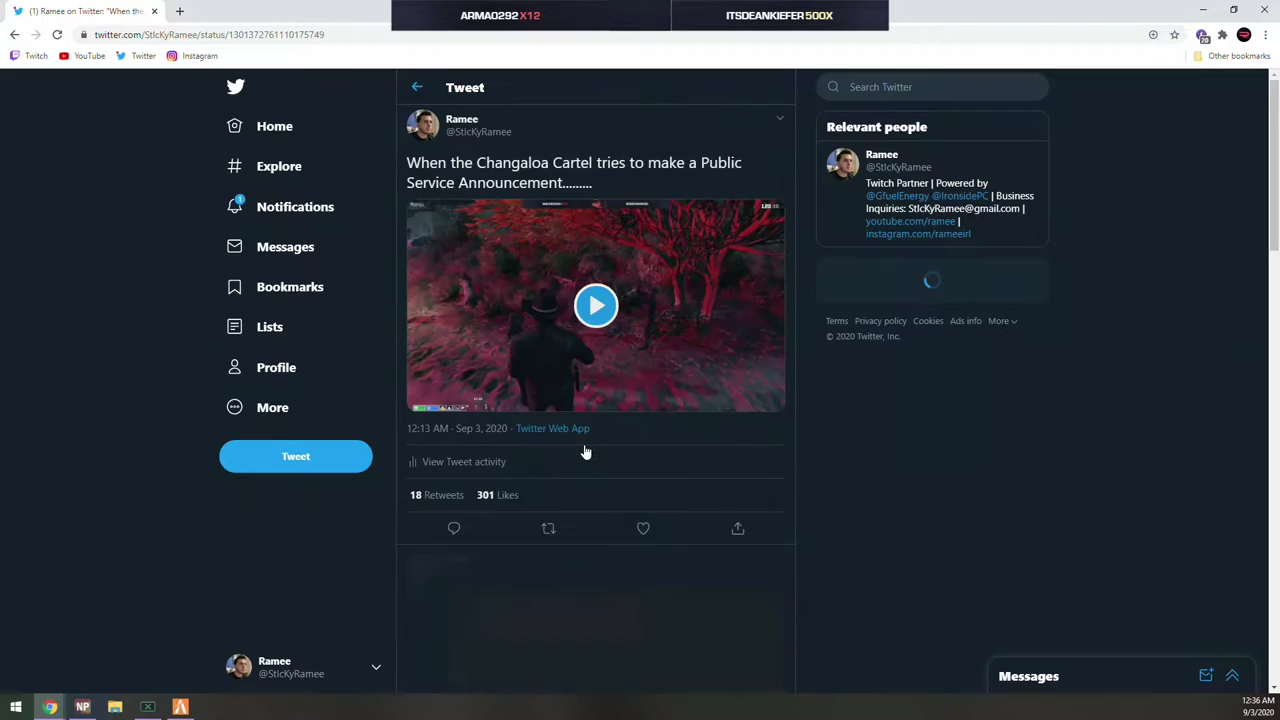 (1) Ramee on Twitter: "When the
ARMAO292 X12
ITSDEANKIEFER 500X
twitter.com/StIcKyRamee/status/1301372761110175749
20
Twitch
YouTube
Twitter
Instagram
Other bookmarks
Tweet
Search Twitter
Home
Explore
1
Notifications
Messages
Bookmarks
Lists
Profile
More
Tweet
Ramee
@StIcKyRamee
Ramee
@StIcKyRamee
When the Changaloa Cartel tries to make a Public
Service Announcement.........
12:13 AM · Sep 3, 2020 · Twitter Web App
View Tweet activity
18 Retweets 301 Likes
Relevant people
Ramee
@StIcKyRamee
Twitch Partner | Powered by
@GfuelEnergy @IronsidePC | Business
Inquiries: StIcKyRamee@gmail.com |
youtube.com/ramee |
instagram.com/rameeirl
Terms Privacy policy Cookies Ads info More
© 2020 Twitter, Inc.
Messages
NP
12:36 AM
9/3/2020